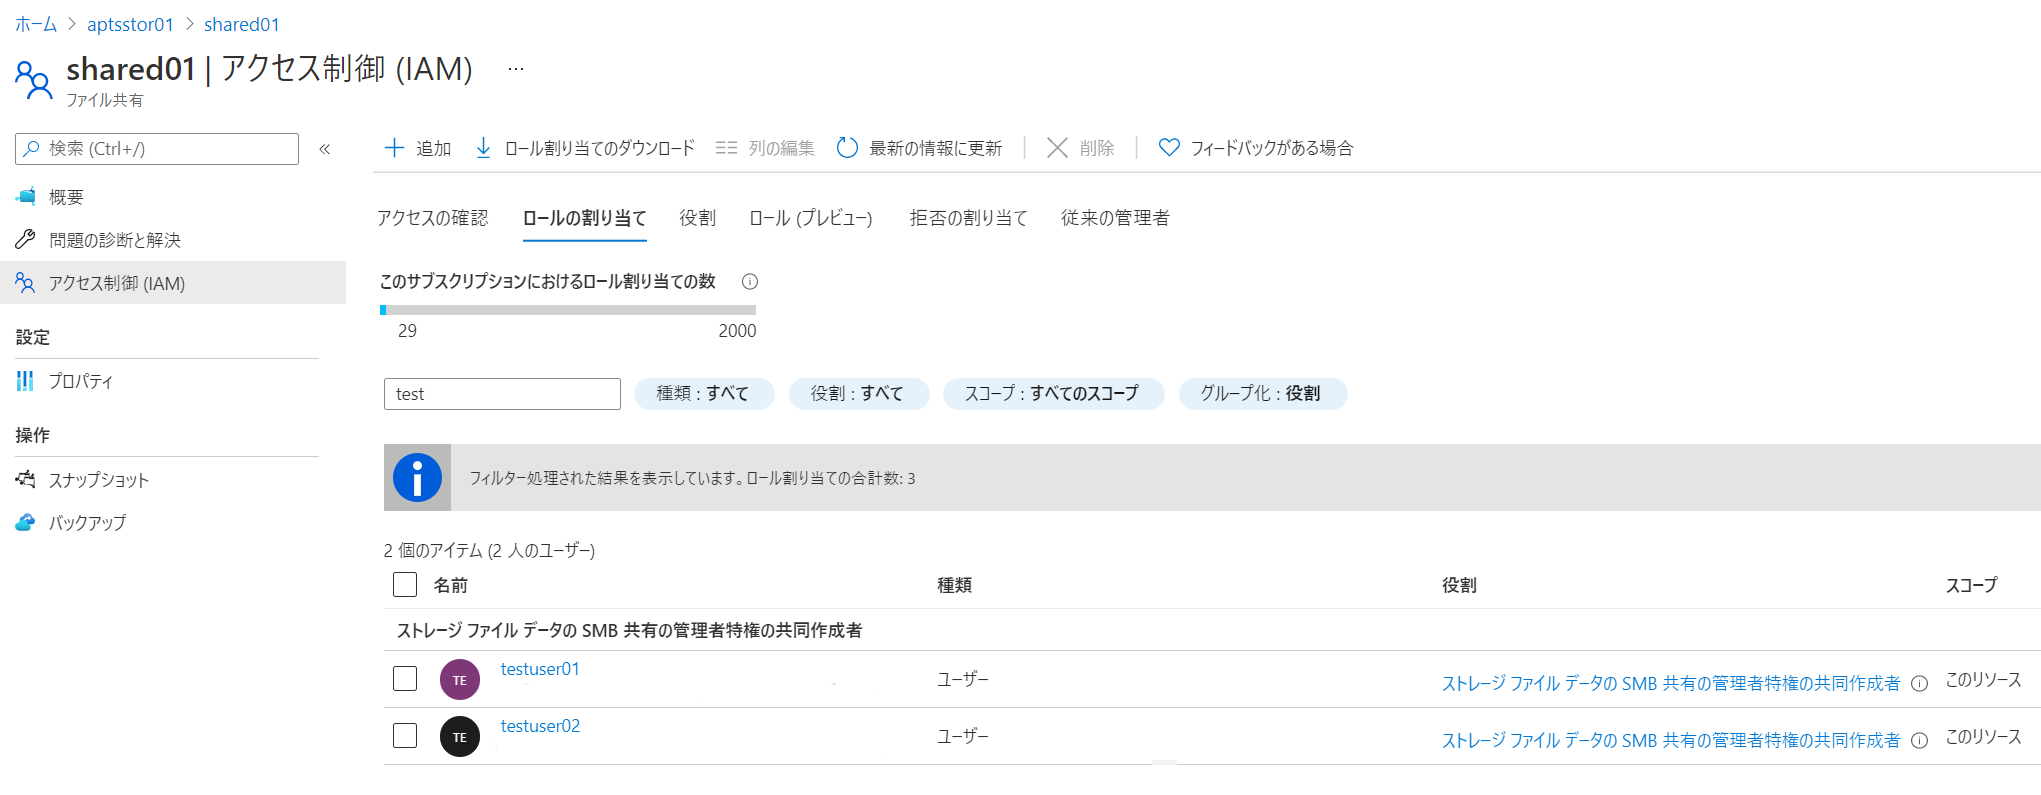 ホーム > aptsstor01 > shared01
shared01 | アクセス制御 (IAM) …
ファイル共有
検索 (Ctrl+/) «
概要
問題の診断と解決
アクセス制御 (IAM)
設定
プロパティ
操作
スナップショット
バックアップ
追加 ロール割り当てのダウンロード 列の編集 最新の情報に更新 削除 フィードバックがある場合
アクセスの確認 ロールの割り当て 役割 ロール (プレビュー) 拒否の割り当て 従来の管理者
このサブスクリプションにおけるロール割り当ての数
29 2000
test 種類 : すべて 役割 : すべて スコープ : すべてのスコープ グループ化 : 役割
フィルター処理された結果を表示しています。ロール割り当ての合計数: 3
2 個のアイテム (2 人のユーザー)
名前 種類 役割 スコープ
ストレージ ファイル データの SMB 共有の管理者特権の共同作成者
TE testuser01 ユーザー ストレージ ファイル データの SMB 共有の管理者特権の共同作成者 このリソース
TE testuser02 ユーザー ストレージ ファイル データの SMB 共有の管理者特権の共同作成者 このリソース